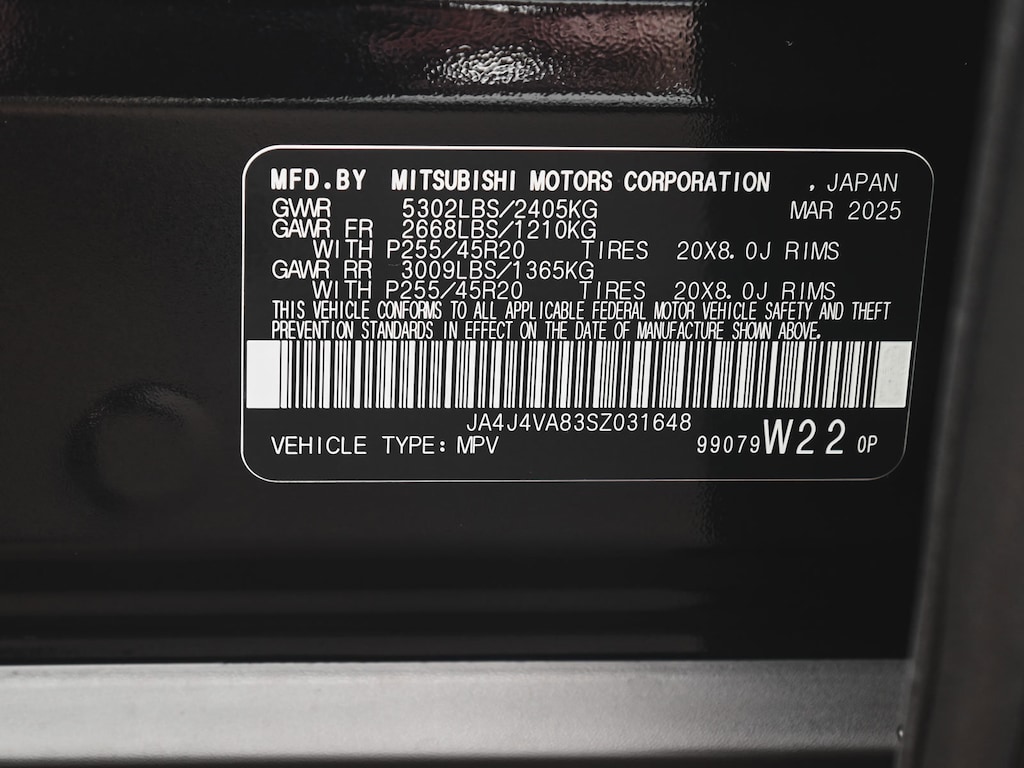 MFD.BY MITSUBISHI MOTORS CORPORATION , JAPAN
GVWR 5302LBS/2405KG MAR 2025
GAWR FR 2668LBS/1210KG
WITH P255/45R20 TIRES 20X8.0J RIMS
GAWR RR 3009LBS/1365KG
WITH P255/45R20 TIRES 20X8.0J RIMS
THIS VEHICLE CONFORMS TO ALL APPLICABLE FEDERAL MOTOR VEHICLE SAFETY AND THEFT
PREVENTION STANDARDS IN EFFECT ON THE DATE OF MANUFACTURE SHOWN ABOVE.
JA4J4VA83SZ031648
VEHICLE TYPE: MPV 99079W22 0P